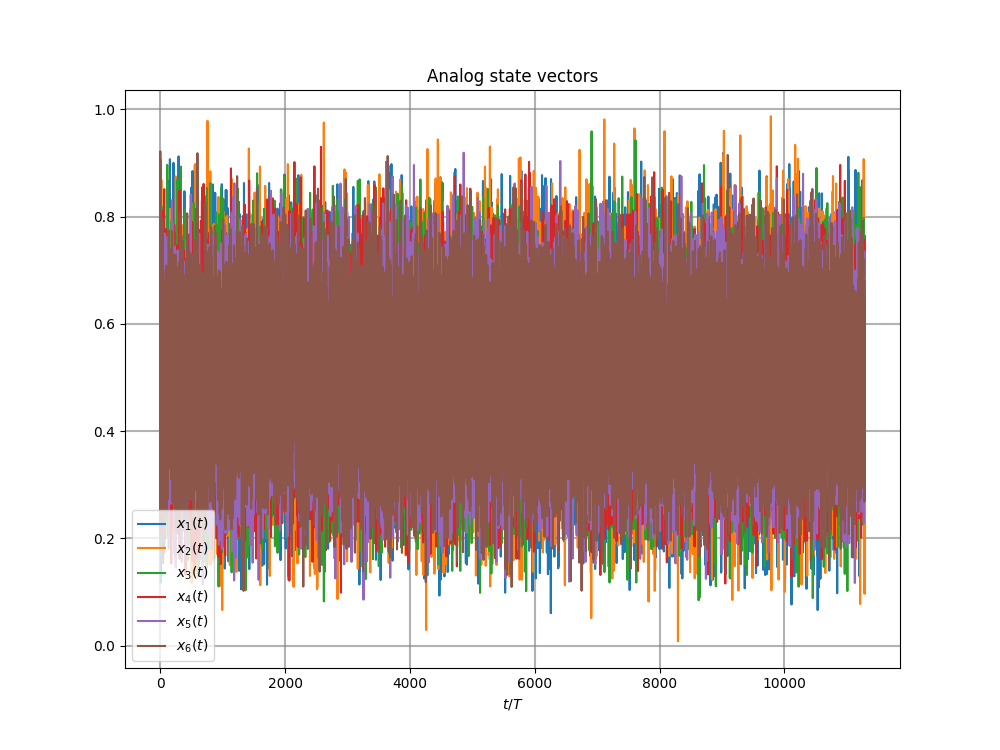 Analog state vectors
1.0
0.8
0.6
0.4
0.2
0.0
x₁(t)
x₂(t)
x₃(t)
x₄(t)
x₅(t)
x₆(t)
0 2000 4000 6000 8000 10000
t/T